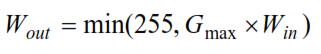 W_out = min(255, G_max × W_in)